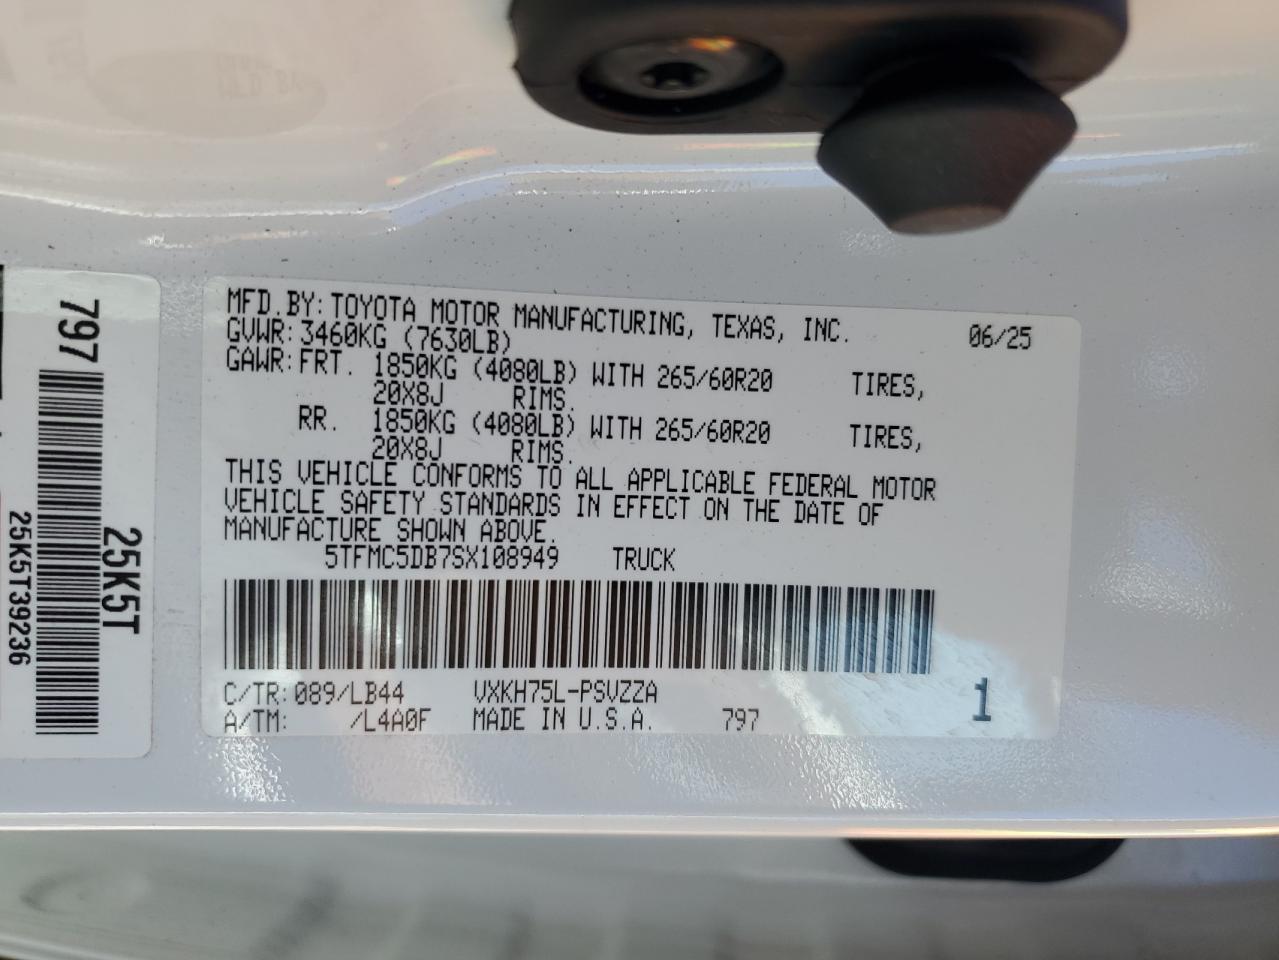 MFD. BY: TOYOTA MOTOR MANUFACTURING, TEXAS, INC. 06/25
GVWR: 3460KG (7630LB)
GAWR: FRT. 1850KG (4080LB) WITH 265/60R20 TIRES,
20X8J RIMS.
RR. 1850KG (4080LB) WITH 265/60R20 TIRES,
20X8J RIMS.
THIS VEHICLE CONFORMS TO ALL APPLICABLE FEDERAL MOTOR
VEHICLE SAFETY STANDARDS IN EFFECT ON THE DATE OF
MANUFACTURE SHOWN ABOVE.
5TFMC5DB7SX108949 TRUCK
C/TR: 089/LB44 VXKH75L-PSVZZA
A/TM: /L4A0F MADE IN U.S.A. 797
1
797
25K5T
25K5T39236